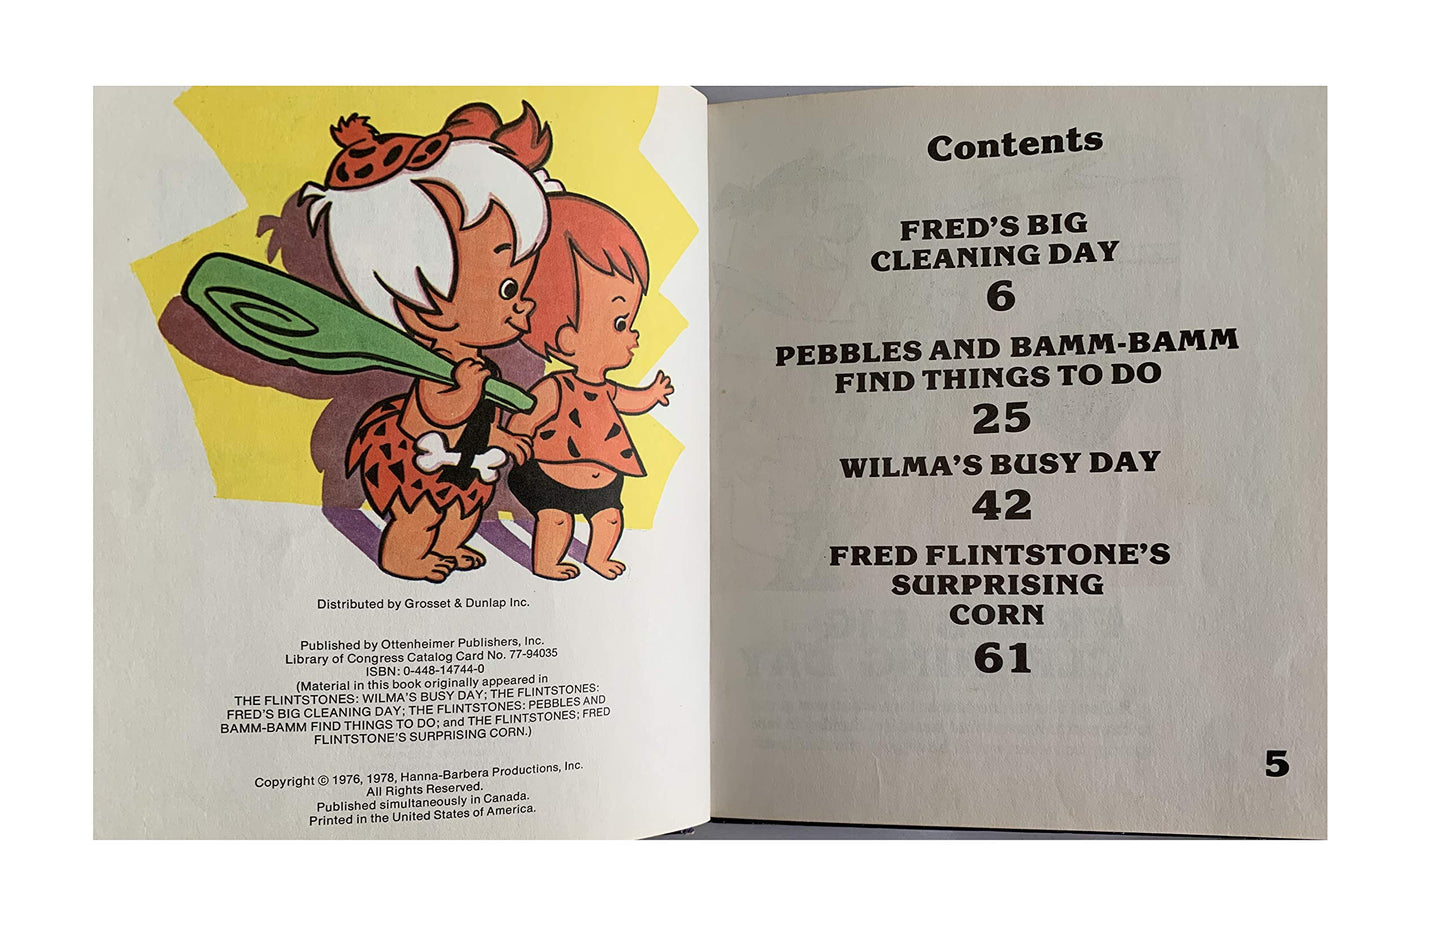 Distributed by Grosset & Dunlap Inc.
Published by Ottenheimer Publishers, Inc.
Library of Congress Catalog Card No. 77-94035
ISBN: 0-448-14744-0
(Material in this book originally appeared in
THE FLINTSTONES: WILMA'S BUSY DAY; THE FLINTSTONES:
FRED'S BIG CLEANING DAY; THE FLINTSTONES: PEBBLES AND
BAMM-BAMM FIND THINGS TO DO; and THE FLINTSTONES; FRED
FLINTSTONE'S SURPRISING CORN.)
Copyright © 1976, 1978, Hanna-Barbera Productions, Inc.
All Rights Reserved.
Published simultaneously in Canada.
Printed in the United States of America.
Contents
FRED'S BIG
CLEANING DAY
6
PEBBLES AND BAMM-BAMM
FIND THINGS TO DO
25
WILMA'S BUSY DAY
42
FRED FLINTSTONE'S
SURPRISING
CORN
61
5